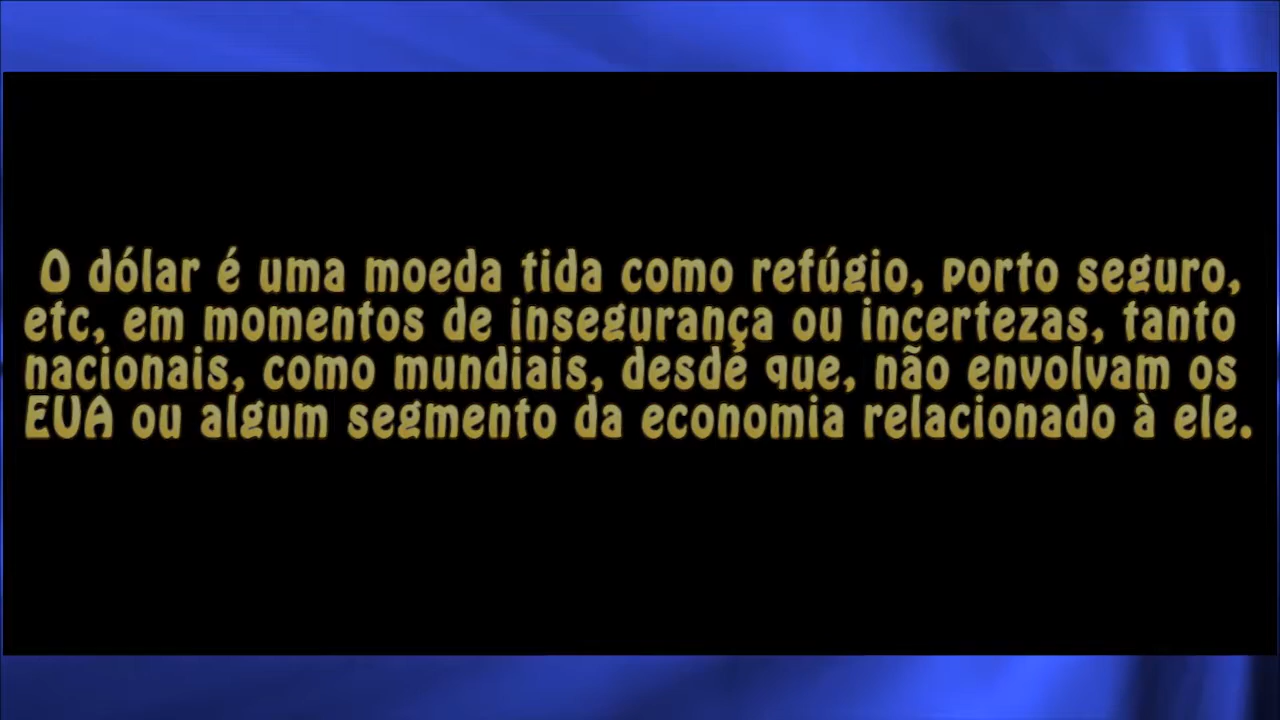 O dólar é uma moeda tida como refúgio, porto seguro,
etc, em momentos de insegurança ou incertezas, tanto
nacionais, como mundiais, desde que, não envolvam os
EUA ou algum segmento da economia relacionado à ele.